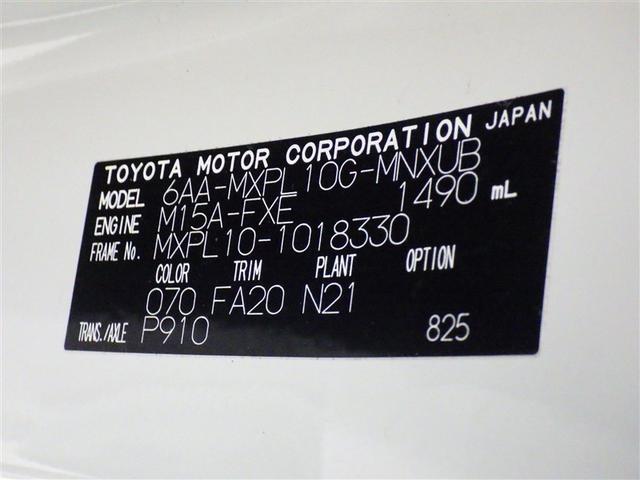 TOYOTA MOTOR CORPORATION JAPAN
MODEL 6AA-MXPL10G-MNXUB
ENGINE M15A-FXE 1490 mL
FRAME No. MXPL10-1018330
COLOR TRIM PLANT OPTION
070 FA20 N21
TRANS./AXLE P910 825